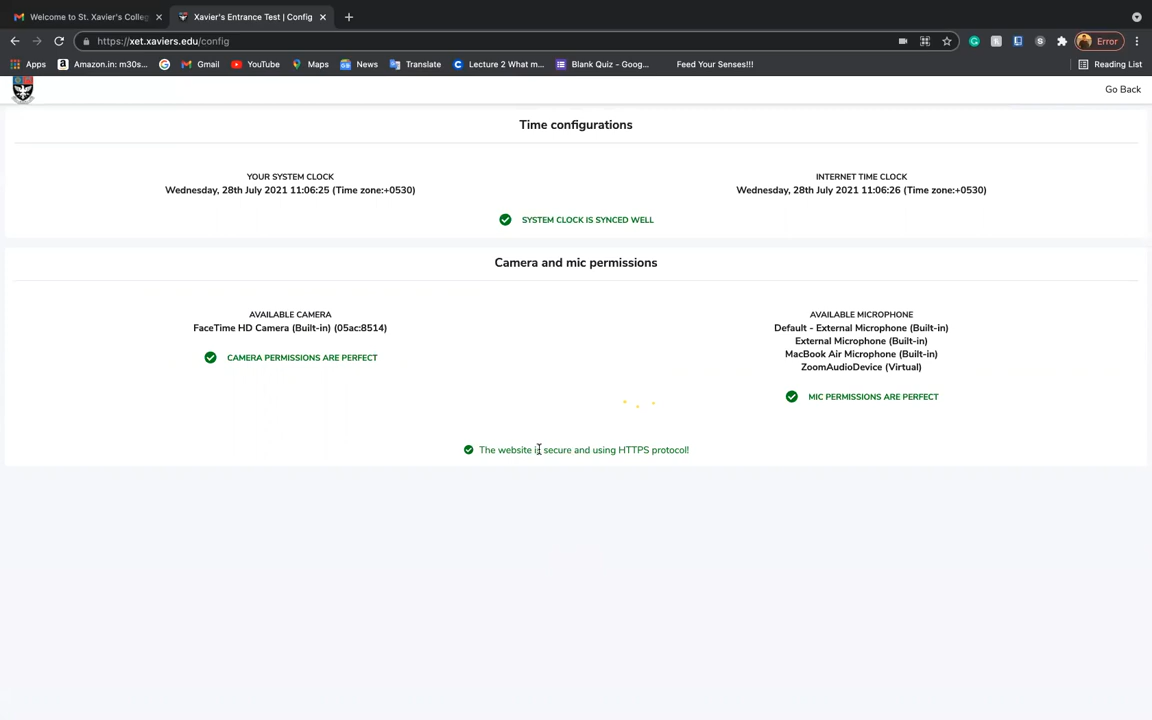 Welcome to St. Xavier's Colleg
Xavier's Entrance Test | Config
https://xet.xaviers.edu/config
Error
Apps
Amazon.in: m30s...
Gmail
YouTube
Maps
News
Translate
Lecture 2 What m...
Blank Quiz - Goog...
Feed Your Senses!!!
Reading List
Go Back
Time configurations
YOUR SYSTEM CLOCK
Wednesday, 28th July 2021 11:06:25 (Time zone:+0530)
INTERNET TIME CLOCK
Wednesday, 28th July 2021 11:06:26 (Time zone:+0530)
SYSTEM CLOCK IS SYNCED WELL
Camera and mic permissions
AVAILABLE CAMERA
FaceTime HD Camera (Built-in) (05ac:8514)
CAMERA PERMISSIONS ARE PERFECT
AVAILABLE MICROPHONE
Default - External Microphone (Built-in)
External Microphone (Built-in)
MacBook Air Microphone (Built-in)
ZoomAudioDevice (Virtual)
MIC PERMISSIONS ARE PERFECT
The website is secure and using HTTPS protocol!